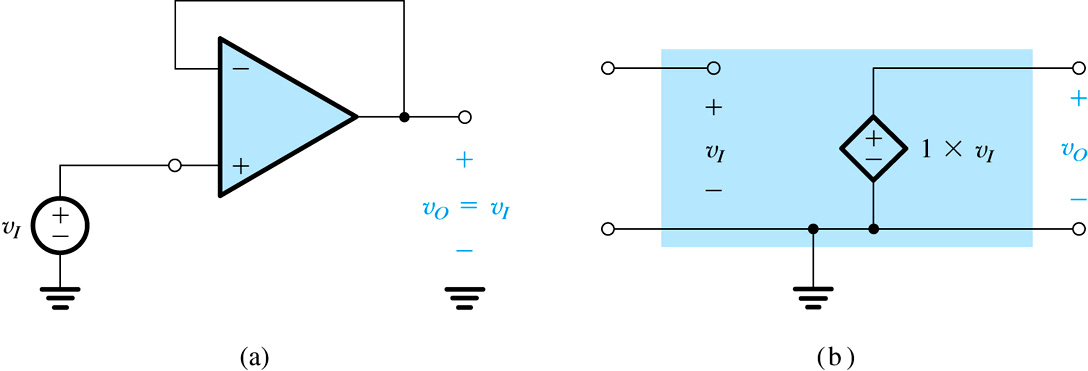 −
+
+
−
v_I
+
v_O = v_I
−
(a)
+
v_I
−
+
−
1 × v_I
+
v_O
−
(b)